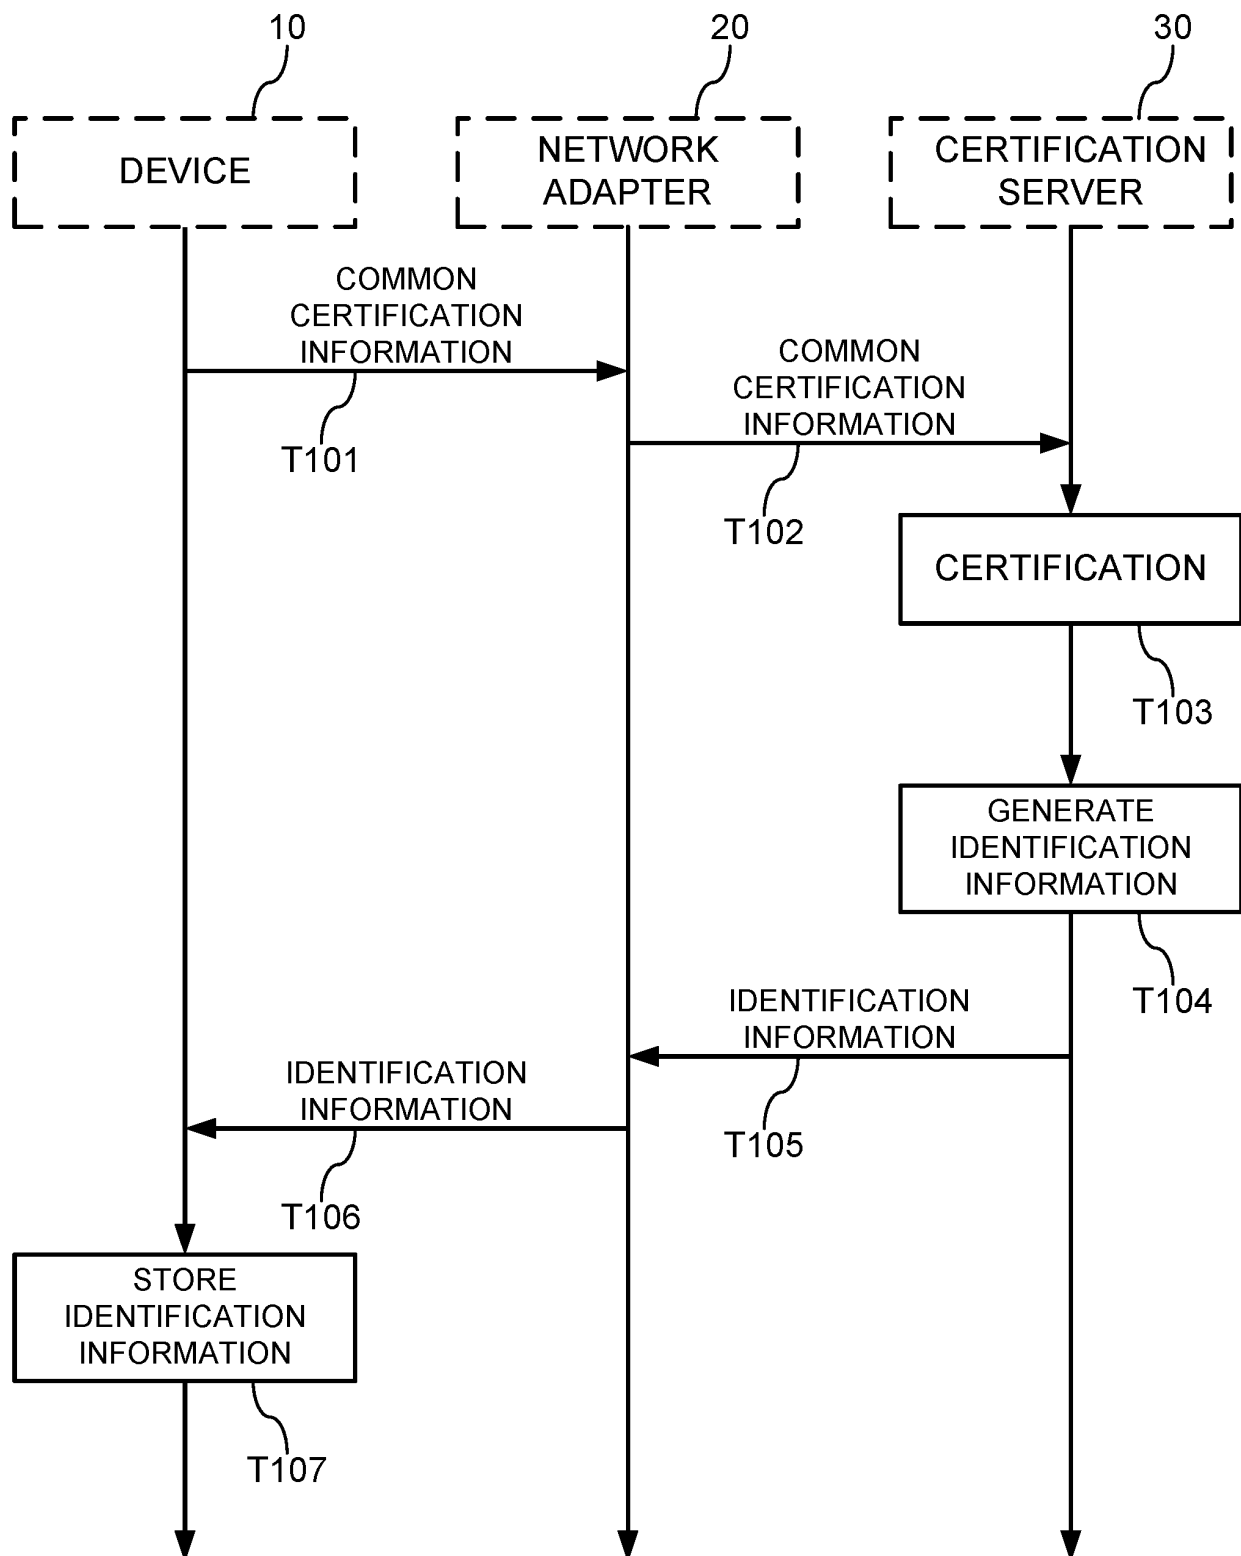 10
20
30
DEVICE
NETWORK
ADAPTER
CERTIFICATION
SERVER
COMMON
CERTIFICATION
INFORMATION
T101
COMMON
CERTIFICATION
INFORMATION
T102
CERTIFICATION
T103
GENERATE
IDENTIFICATION
INFORMATION
T104
IDENTIFICATION
INFORMATION
T105
IDENTIFICATION
INFORMATION
T106
STORE
IDENTIFICATION
INFORMATION
T107